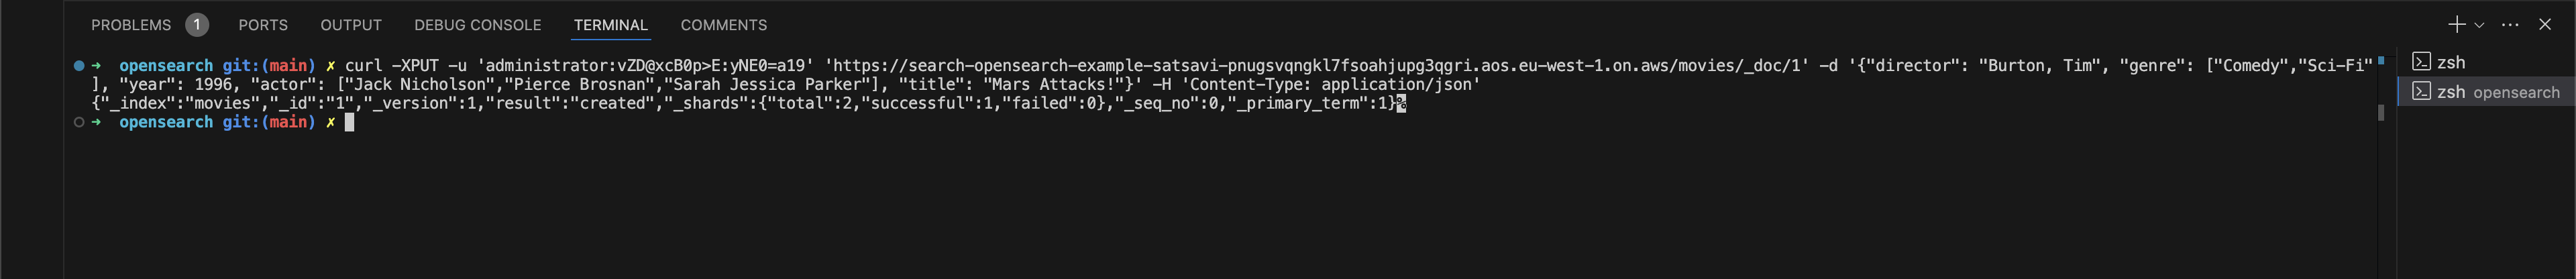 PROBLEMS 1 PORTS OUTPUT DEBUG CONSOLE TERMINAL COMMENTS
➜ opensearch git:(main) ✗ curl -XPUT -u 'administrator:vZD@xcB0p>E:yNE0=a19' 'https://search-opensearch-example-satsavi-pnugsvqngkl7fsoahjupg3qgri.aos.eu-west-1.on.aws/movies/_doc/1' -d '{"director": "Burton, Tim", "genre": ["Comedy","Sci-Fi"
], "year": 1996, "actor": ["Jack Nicholson","Pierce Brosnan","Sarah Jessica Parker"], "title": "Mars Attacks!"}' -H 'Content-Type: application/json'
{"_index":"movies","_id":"1","_version":1,"result":"created","_shards":{"total":2,"successful":1,"failed":0},"_seq_no":0,"_primary_term":1}%
➜ opensearch git:(main) ✗
zsh
zsh opensearch